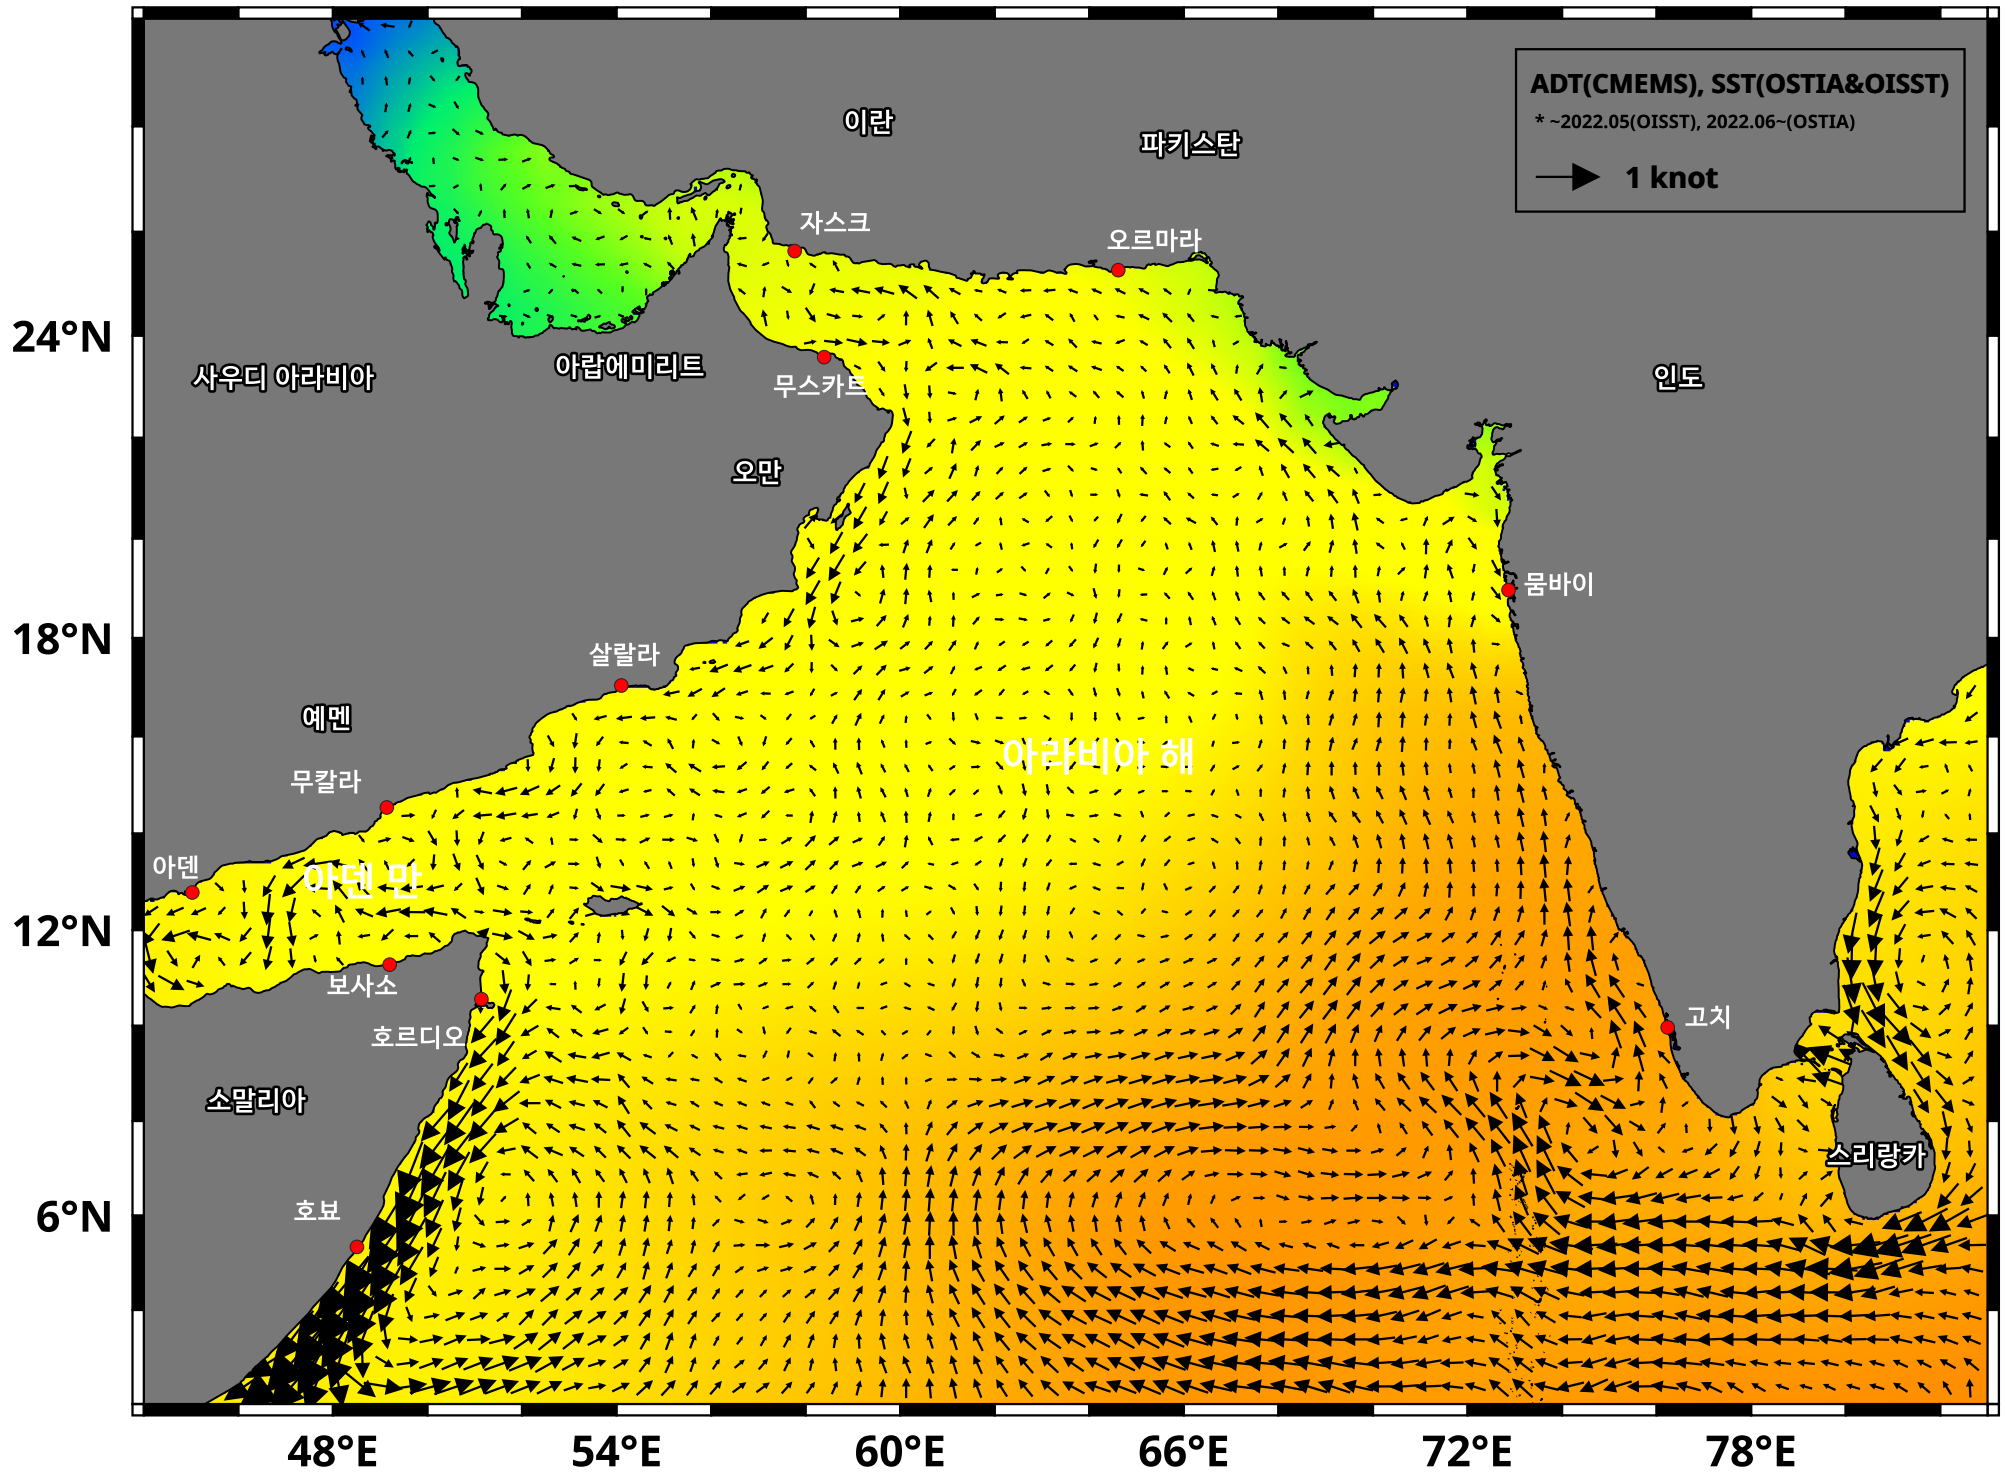 ADT(CMEMS), SST(OSTIA&OISST)
* ~2022.05(OISST), 2022.06~(OSTIA)
1 knot
이란
파키스탄
자스크
오르마라
24°N
사우디 아라비아
아랍에미리트
무스카트
인도
오만
뭄바이
18°N
살랄라
예멘
아라비아 해
무칼라
아덴
아덴 만
12°N
보사소
고치
호르디오
소말리아
스리랑카
6°N
호뵤
48°E
54°E
60°E
66°E
72°E
78°E